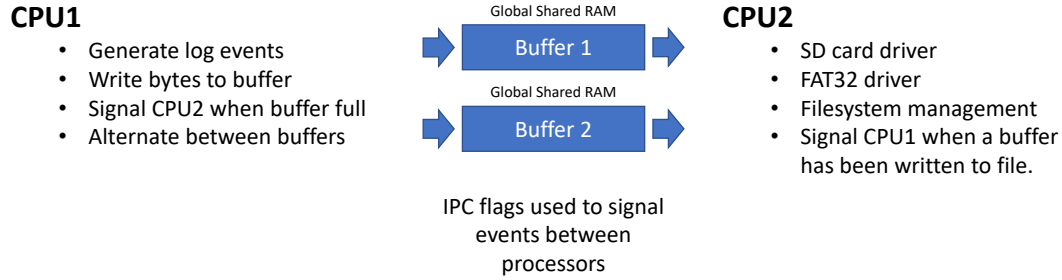 CPU1
• Generate log events
• Write bytes to buffer
• Signal CPU2 when buffer full
• Alternate between buffers
Global Shared RAM
Buffer 1
Global Shared RAM
Buffer 2
IPC flags used to signal
events between
processors
CPU2
• SD card driver
• FAT32 driver
• Filesystem management
• Signal CPU1 when a buffer
has been written to file.